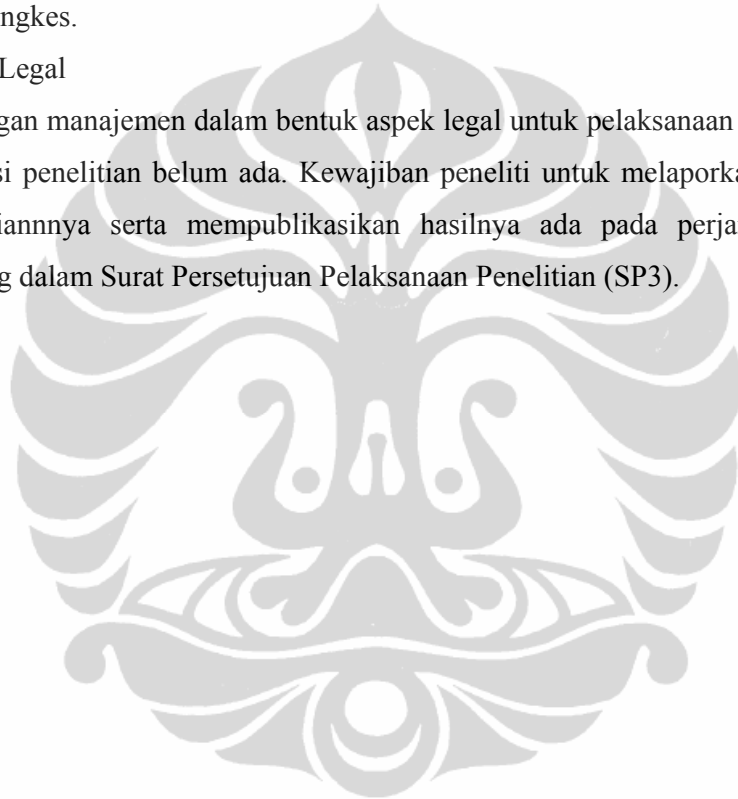 ngkes.
Legal
gan manajemen dalam bentuk aspek legal untuk pelaksanaan
si penelitian belum ada. Kewajiban peneliti untuk melaporka
iannnya serta mempublikasikan hasilnya ada pada perja
g dalam Surat Persetujuan Pelaksanaan Penelitian (SP3).